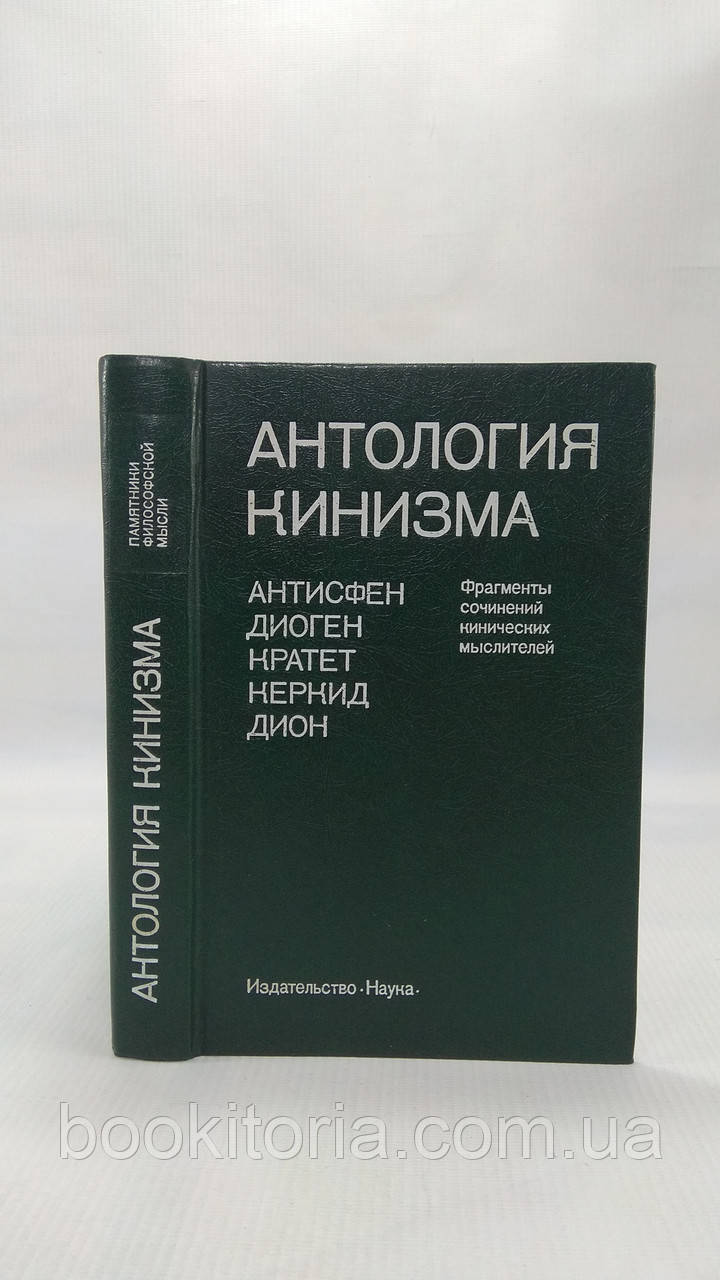 ПАМЯТНИКИ
ФИЛОСОФСКОЙ
МЫСЛИ
АНТОЛОГИЯ КИНИЗМА
АНТОЛОГИЯ
КИНИЗМА
АНТИСФЕН
ДИОГЕН
КРАТЕТ
КЕРКИД
ДИОН
Фрагменты
сочинений
кинических
мыслителей
Издательство •Наука•
bookitoria.com.ua